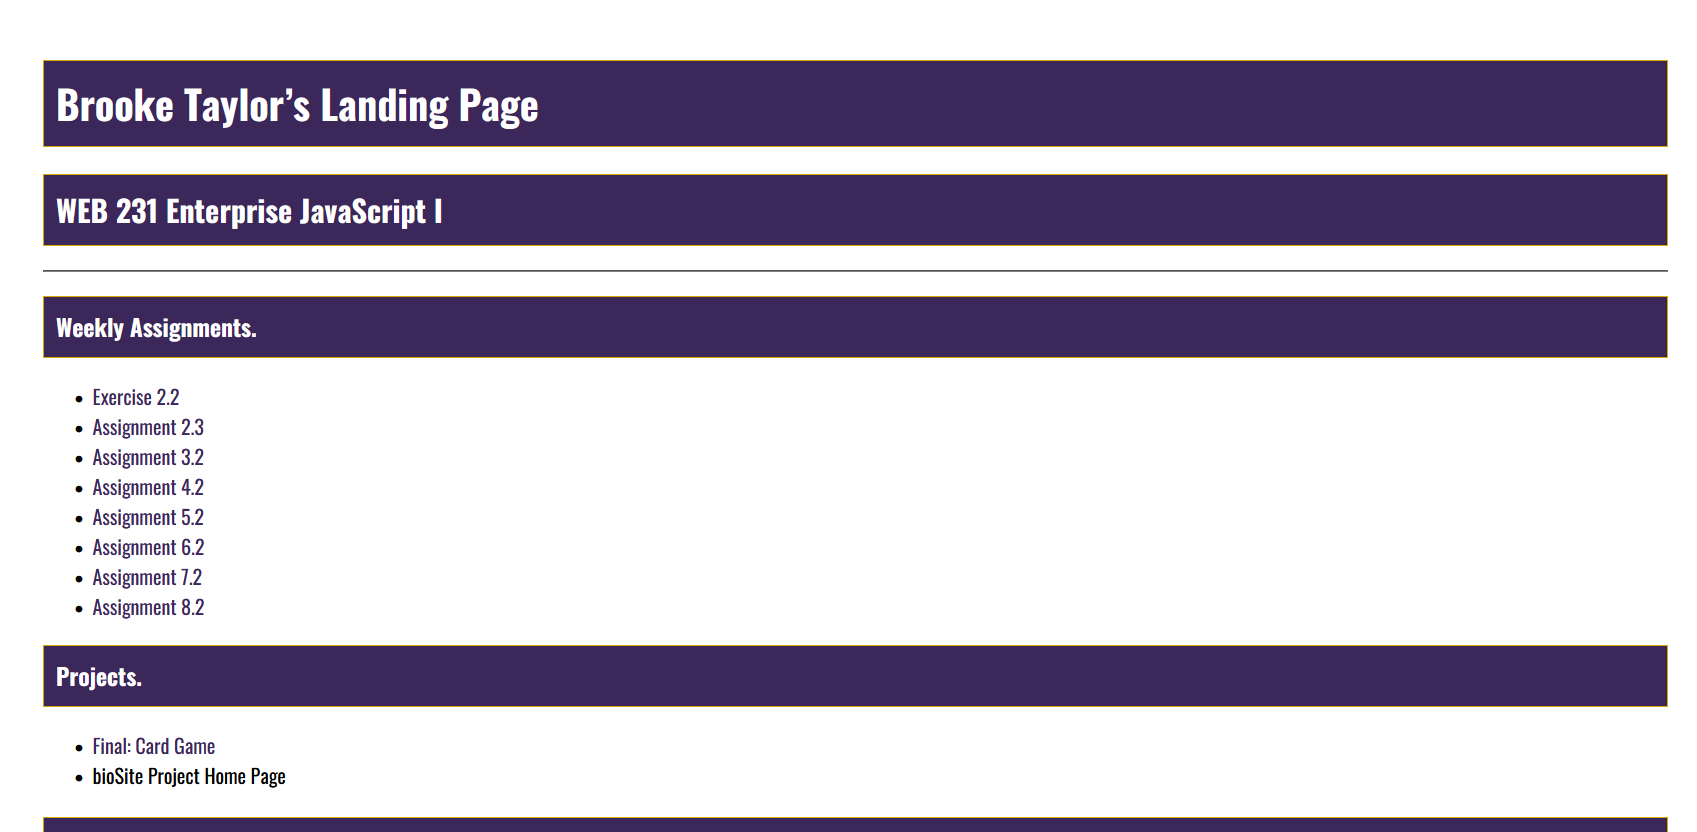 Brooke Taylor’s Landing Page
WEB 231 Enterprise JavaScript I
Weekly Assignments.
Exercise 2.2
Assignment 2.3
Assignment 3.2
Assignment 4.2
Assignment 5.2
Assignment 6.2
Assignment 7.2
Assignment 8.2
Projects.
Final: Card Game
bioSite Project Home Page